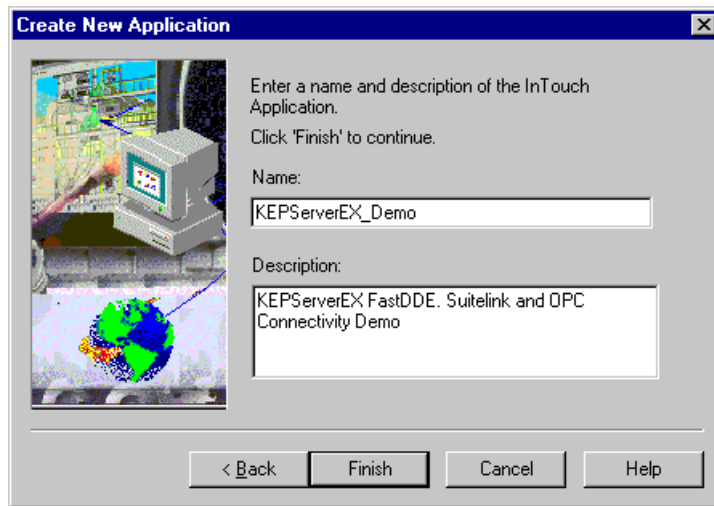 Create New Application
Enter a name and description of the InTouch
Application.
Click 'Finish' to continue.
Name:
KEPServerEX_Demo
Description:
KEPServerEX FastDDE. Suitelink and OPC
Connectivity Demo
< Back
Finish
Cancel
Help